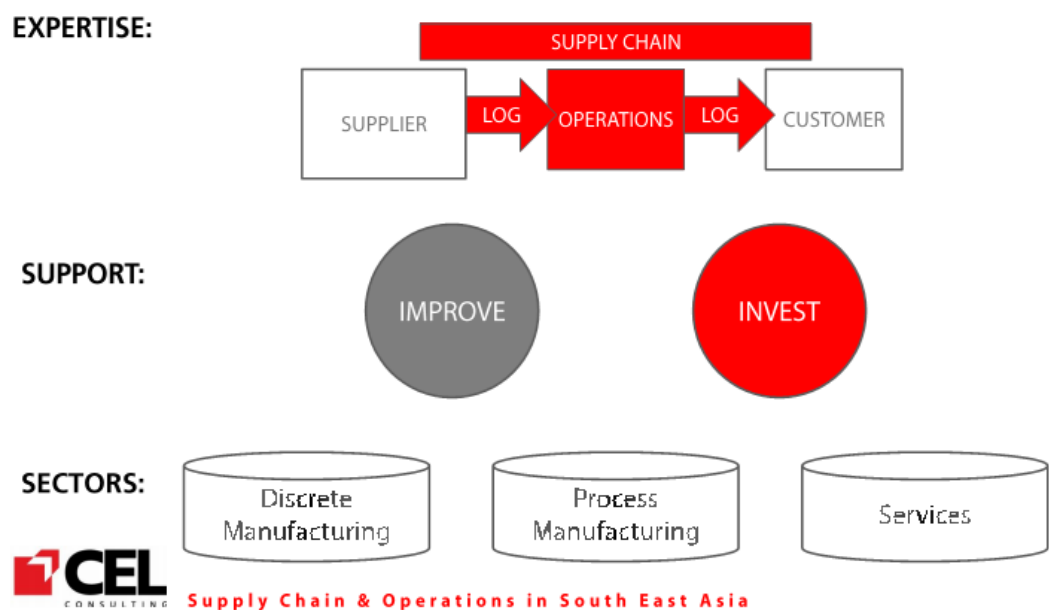 EXPERTISE:
SUPPLY CHAIN
SUPPLIER
LOG
OPERATIONS
LOG
CUSTOMER
SUPPORT:
IMPROVE
INVEST
SECTORS:
Discrete
Manufacturing
Process
Manufacturing
Services
CEL
CONSULTING
Supply Chain & Operations in South East Asia